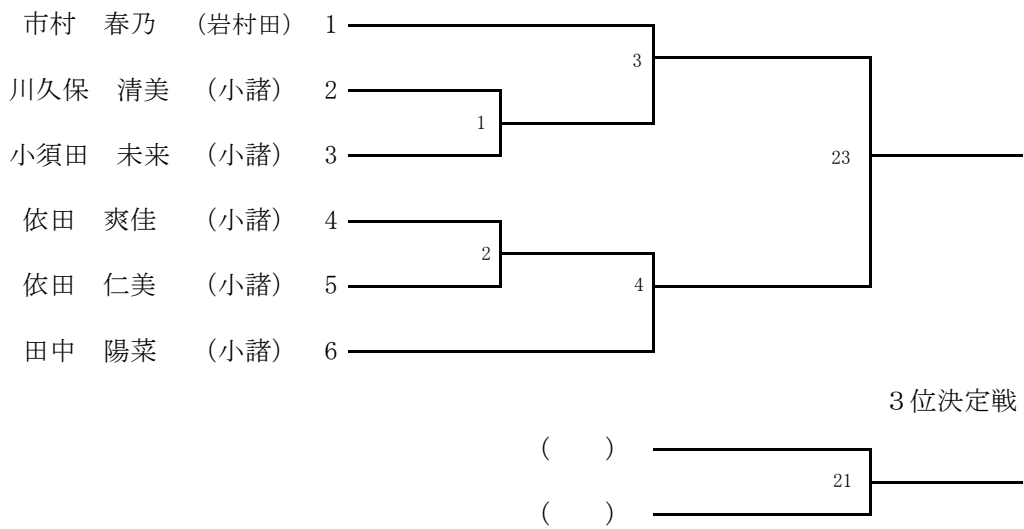 市村　春乃　（岩村田）　1
3
川久保　清美　（小諸）　2
1
小須田　未来　（小諸）　3
23
依田　爽佳　（小諸）　4
2
依田　仁美　（小諸）　5
4
田中　陽菜　（小諸）　6
３位決定戦
（　　）
21
（　　）